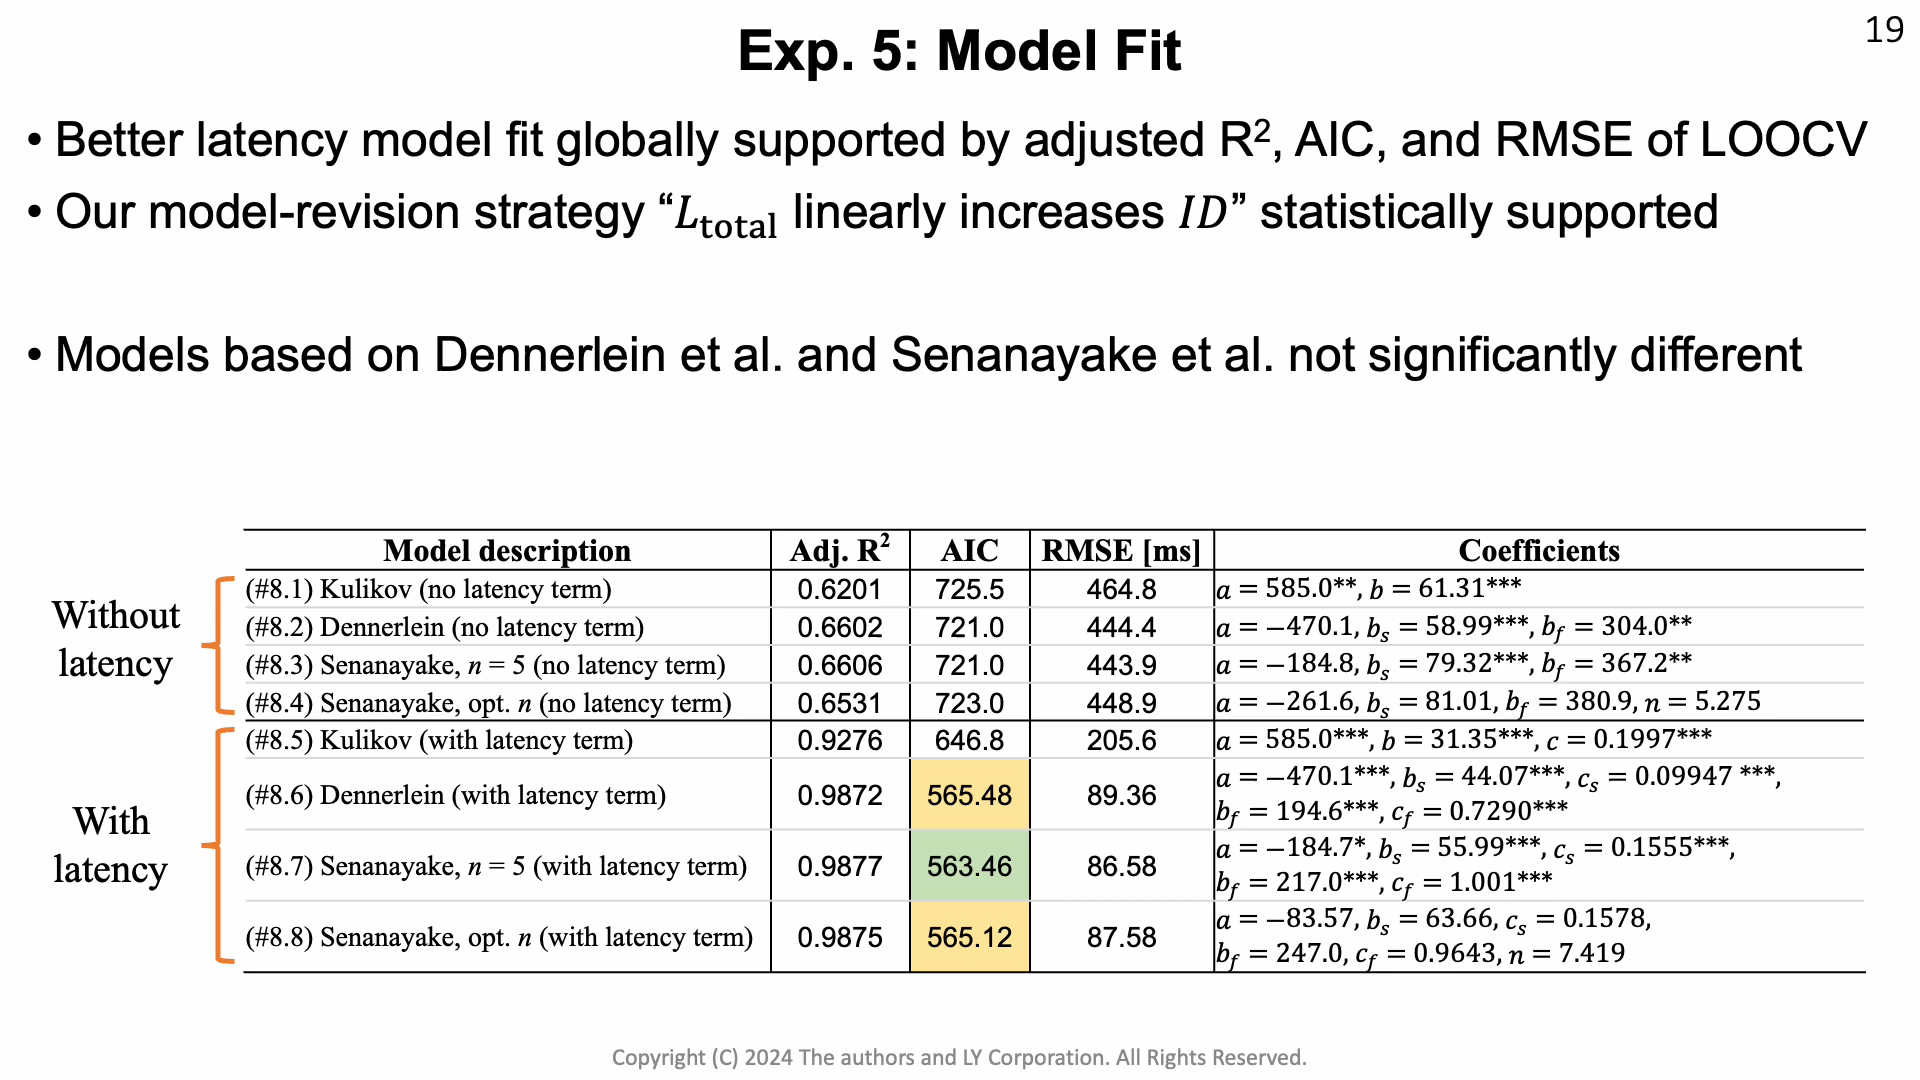 19
Exp. 5: Model Fit
• Better latency model fit globally supported by adjusted R², AIC, and RMSE of LOOCV
• Our model-revision strategy “𝐿total linearly increases 𝐼𝐷” statistically supported
• Models based on Dennerlein et al. and Senanayake et al. not significantly different
Model description Adj. R² AIC RMSE [ms] Coefficients
Without
latency
(#8.1) Kulikov (no latency term) 0.6201 725.5 464.8 a = 585.0**, b = 61.31***
(#8.2) Dennerlein (no latency term) 0.6602 721.0 444.4 a = −470.1, bs = 58.99***, bf = 304.0**
(#8.3) Senanayake, n = 5 (no latency term) 0.6606 721.0 443.9 a = −184.8, bs = 79.32***, bf = 367.2**
(#8.4) Senanayake, opt. n (no latency term) 0.6531 723.0 448.9 a = −261.6, bs = 81.01, bf = 380.9, n = 5.275
With
latency
(#8.5) Kulikov (with latency term) 0.9276 646.8 205.6 a = 585.0***, b = 31.35***, c = 0.1997***
(#8.6) Dennerlein (with latency term) 0.9872 565.48 89.36 a = −470.1***, bs = 44.07***, cs = 0.09947 ***,
bf = 194.6***, cf = 0.7290***
(#8.7) Senanayake, n = 5 (with latency term) 0.9877 563.46 86.58 a = −184.7*, bs = 55.99***, cs = 0.1555***,
bf = 217.0***, cf = 1.001***
(#8.8) Senanayake, opt. n (with latency term) 0.9875 565.12 87.58 a = −83.57, bs = 63.66, cs = 0.1578,
bf = 247.0, cf = 0.9643, n = 7.419
Copyright (C) 2024 The authors and LY Corporation. All Rights Reserved.